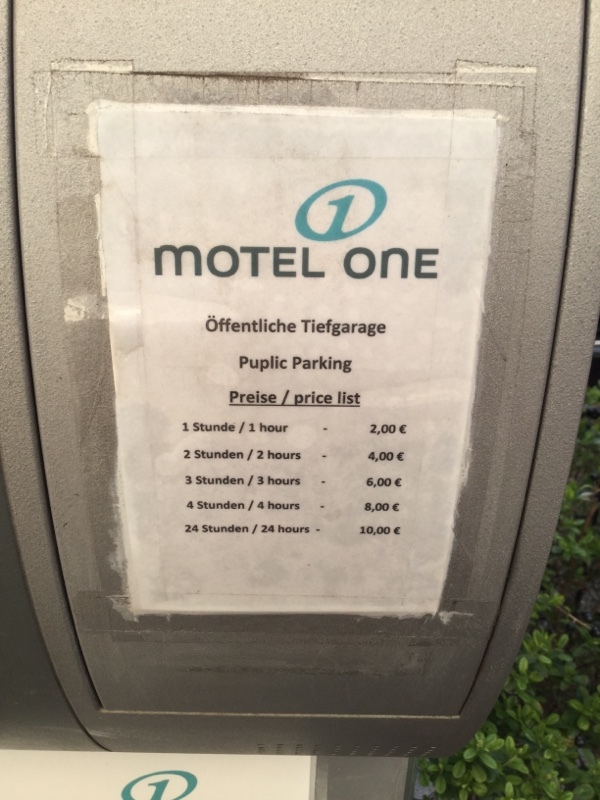 1
MOTEL ONE
Öffentliche Tiefgarage
Puplic Parking
Preise / price list
1 Stunde / 1 hour - 2,00 €
2 Stunden / 2 hours - 4,00 €
3 Stunden / 3 hours - 6,00 €
4 Stunden / 4 hours - 8,00 €
24 Stunden / 24 hours - 10,00 €